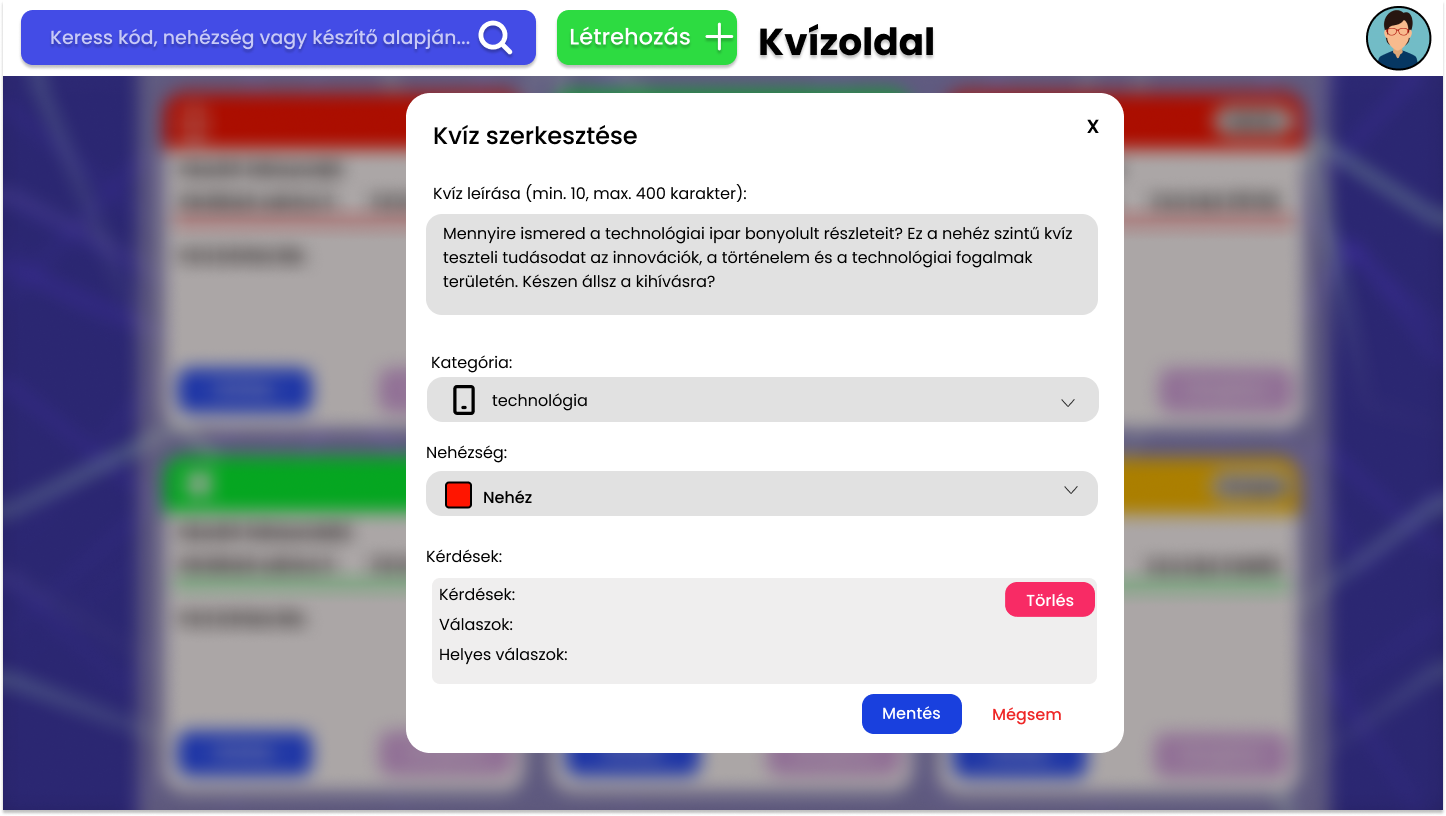 Keress kód, nehézség vagy készítő alapján...
Létrehozás
Kvízoldal
Kvíz szerkesztése
X
Kvíz leírása (min. 10, max. 400 karakter):
Mennyire ismered a technológiai ipar bonyolult részleteit? Ez a nehéz szintű kvíz
teszteli tudásodat az innovációk, a történelem és a technológiai fogalmak
területén. Készen állsz a kihívásra?
Kategória:
technológia
Nehézség:
Nehéz
Kérdések:
Kérdések:
Törlés
Válaszok:
Helyes válaszok:
Mentés
Mégsem